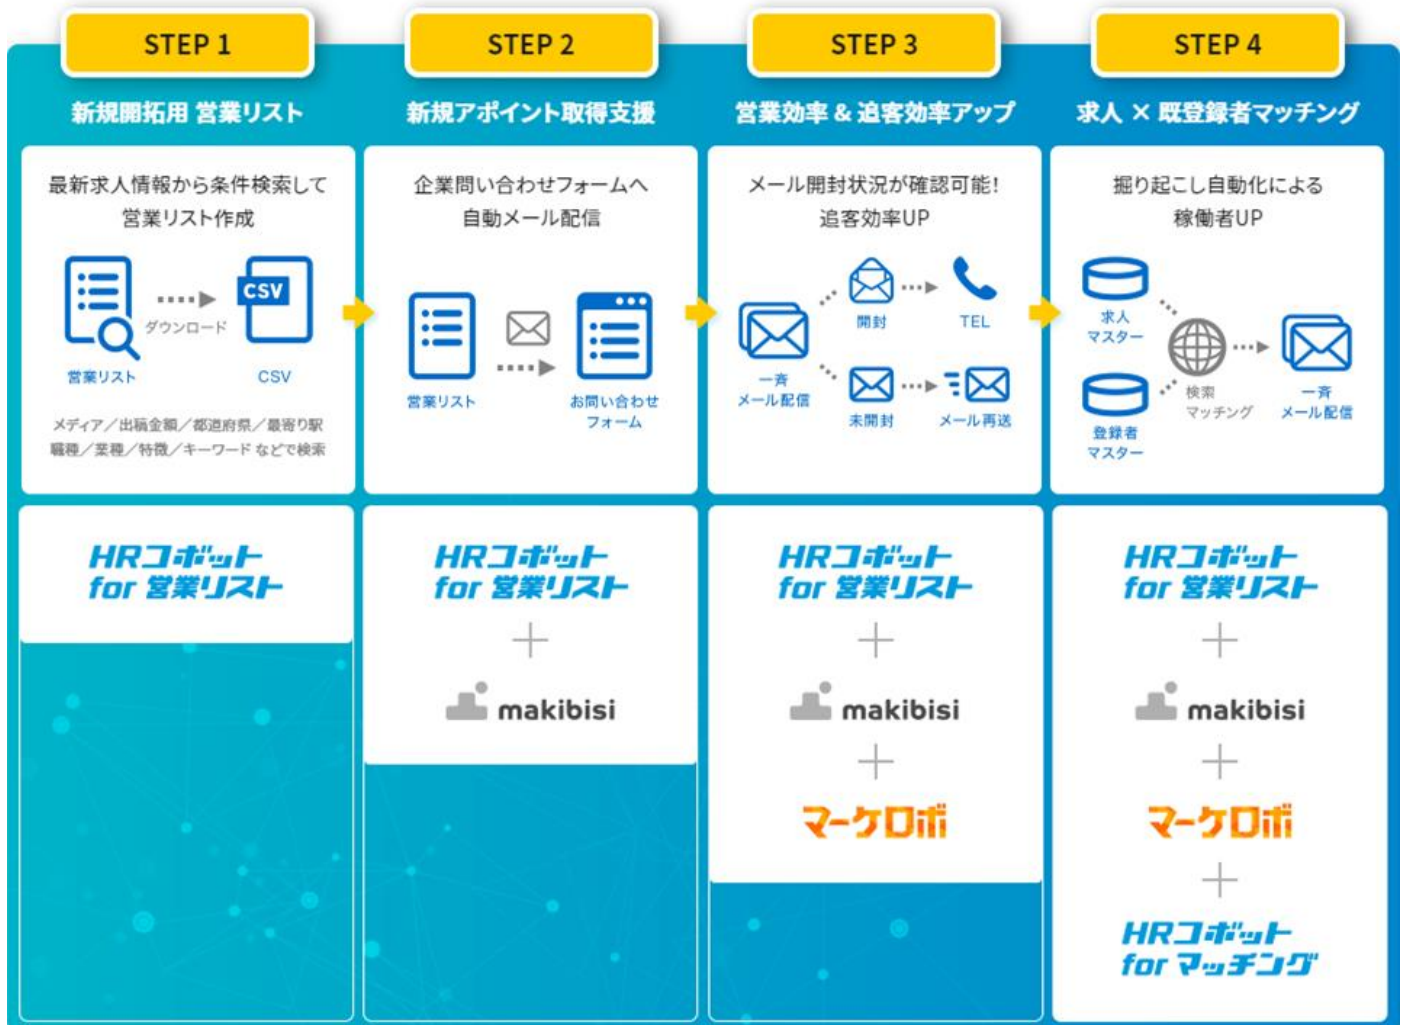 STEP 1
新規開拓用 営業リスト
最新求人情報から条件検索して
営業リスト作成
CSV
ダウンロード
営業リスト
CSV
メディア／出稿金額／都道府県／最寄り駅
職種／業種／特徴／キーワード などで検索
HRコボット
for 営業リスト
STEP 2
新規アポイント取得支援
企業問い合わせフォームへ
自動メール配信
営業リスト
お問い合わせ
フォーム
HRコボット
for 営業リスト
+
makibisi
STEP 3
営業効率 & 追客効率アップ
メール開封状況が確認可能!
追客効率UP
一斉
メール配信
開封
TEL
未開封
メール再送
HRコボット
for 営業リスト
+
makibisi
+
マーケロボ
STEP 4
求人 × 既登録者マッチング
掘り起こし自動化による
稼働者UP
求人
マスター
登録者
マスター
検索
マッチング
一斉
メール配信
HRコボット
for 営業リスト
+
makibisi
+
マーケロボ
+
HRコボット
for マッチング